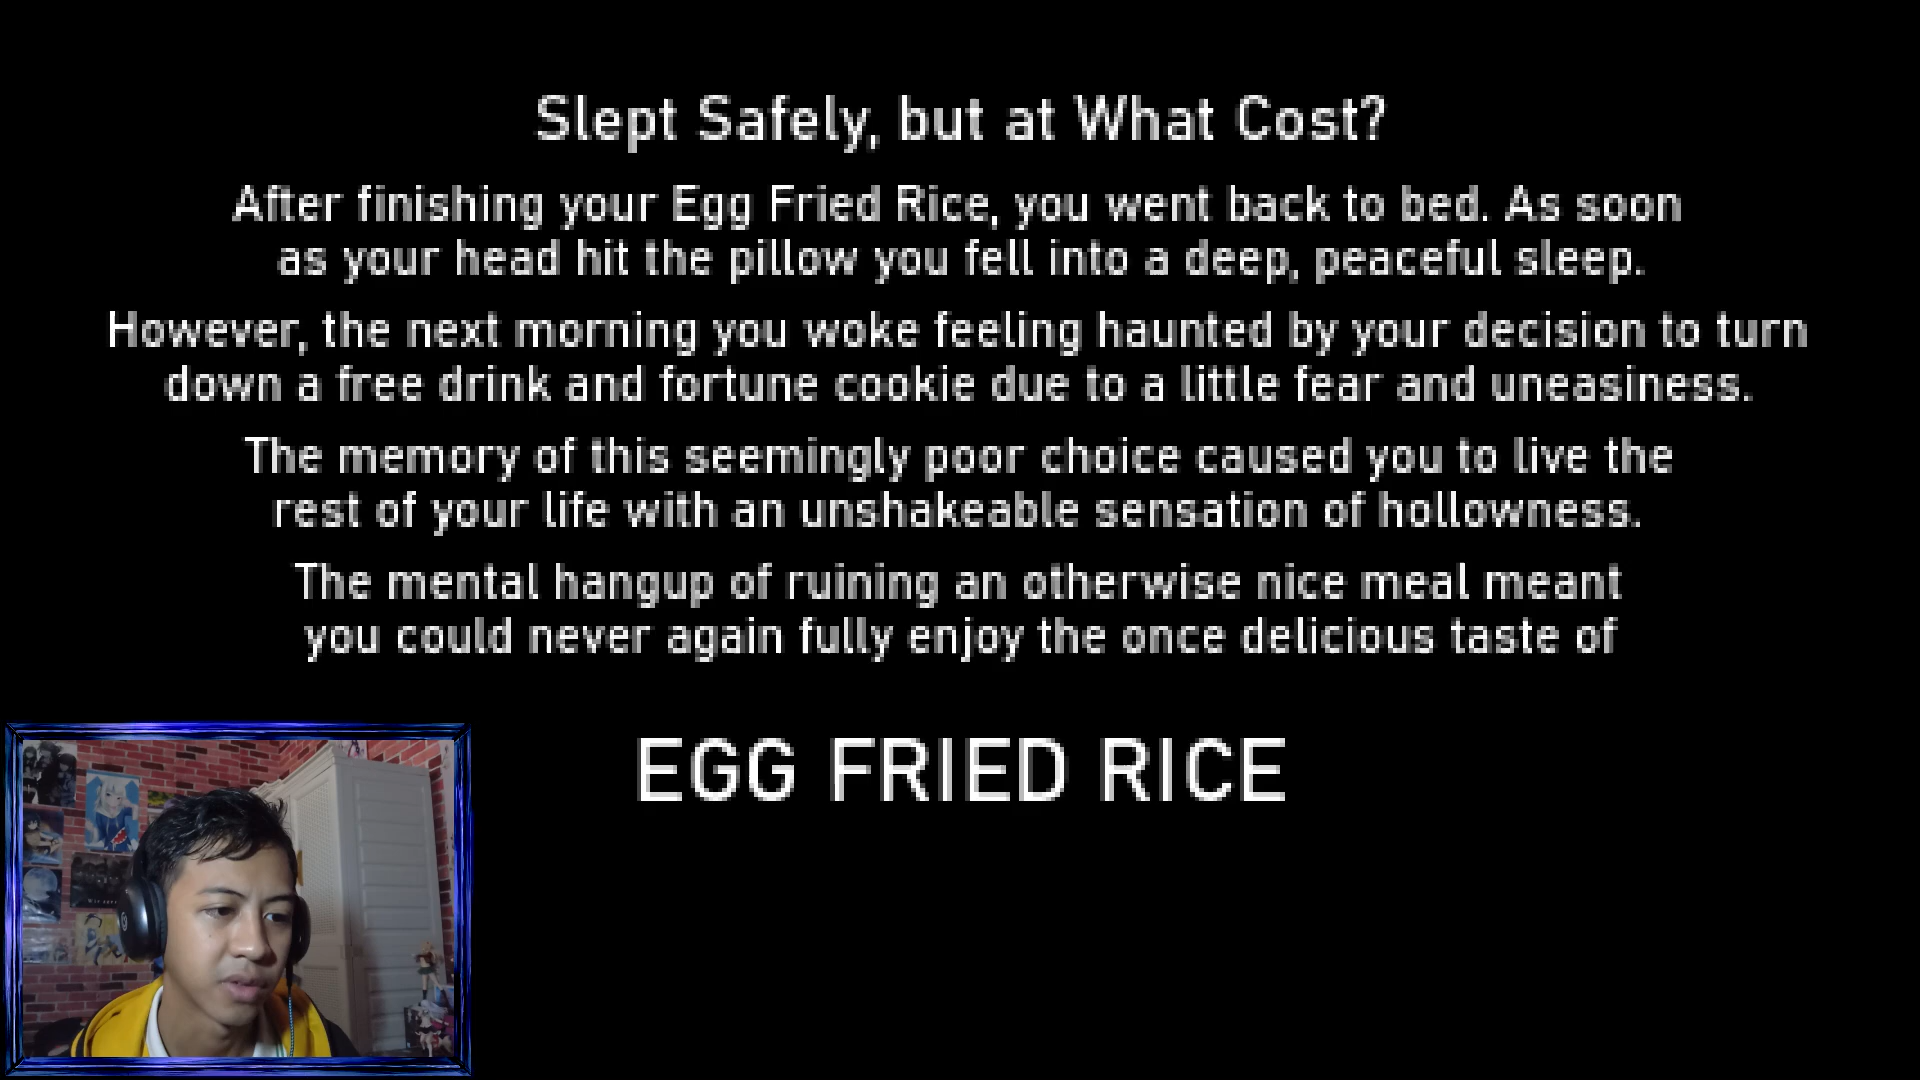 Slept Safely, but at What Cost?
After finishing your Egg Fried Rice, you went back to bed. As soon
as your head hit the pillow you fell into a deep, peaceful sleep.
However, the next morning you woke feeling haunted by your decision to turn
down a free drink and fortune cookie due to a little fear and uneasiness.
The memory of this seemingly poor choice caused you to live the
rest of your life with an unshakeable sensation of hollowness.
The mental hangup of ruining an otherwise nice meal meant
you could never again fully enjoy the once delicious taste of
EGG FRIED RICE